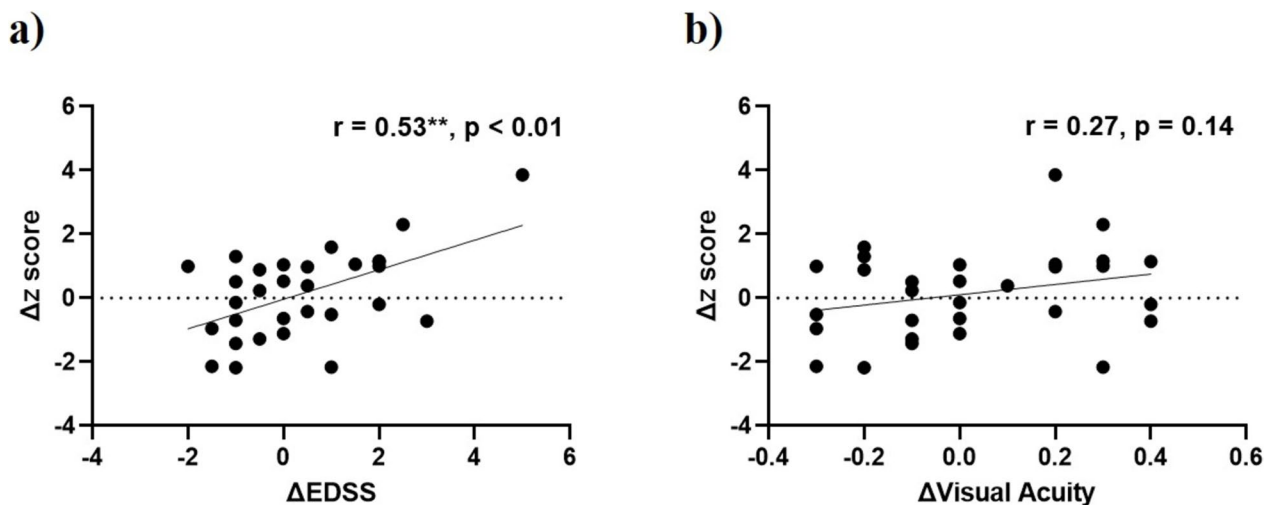 a)
r = 0.53**, p < 0.01
6
4
2
0
-2
-4
Δz score
-4 -2 0 2 4 6
ΔEDSS
b)
r = 0.27, p = 0.14
6
4
2
0
-2
-4
Δz score
-0.4 -0.2 0.0 0.2 0.4 0.6
ΔVisual Acuity